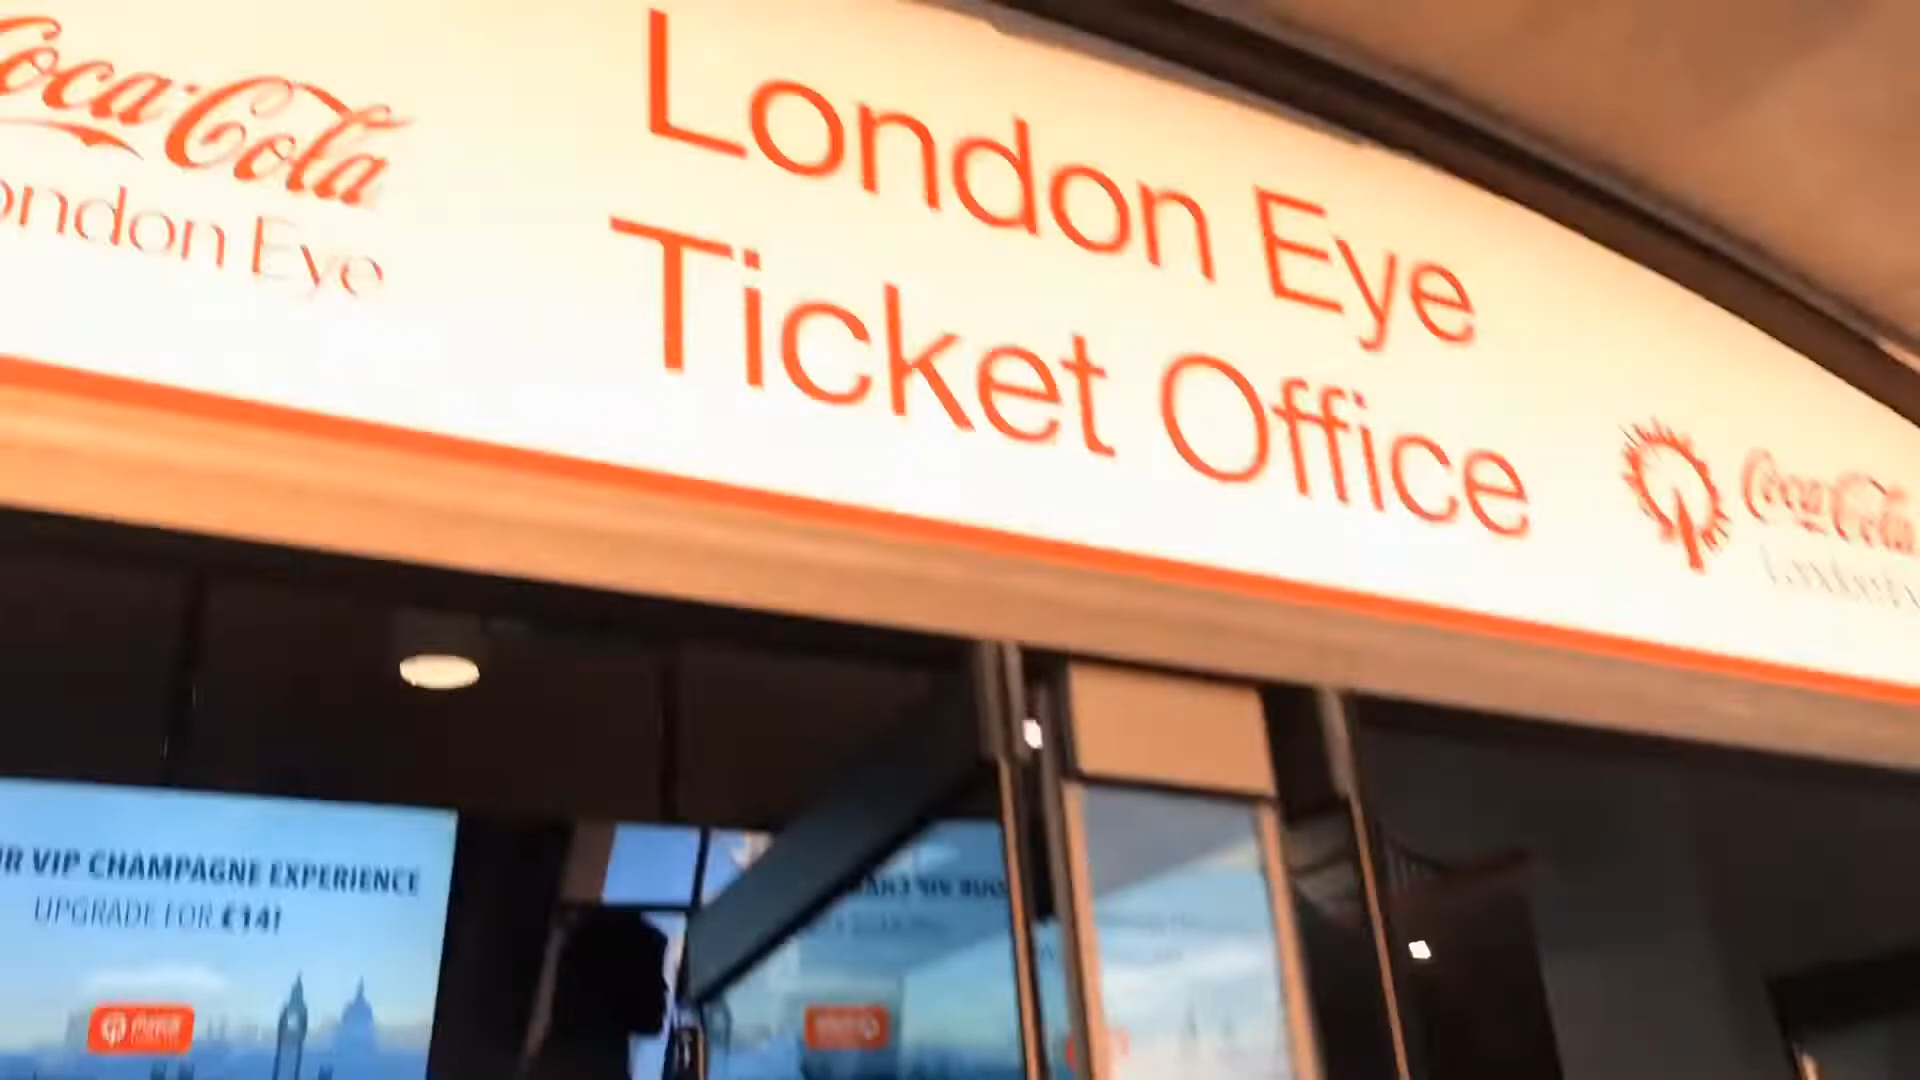 Coca-Cola
London Eye
London Eye
Ticket Office
Coca-Cola
VIP CHAMPAGNE EXPERIENCE
UPGRADE FOR £14!